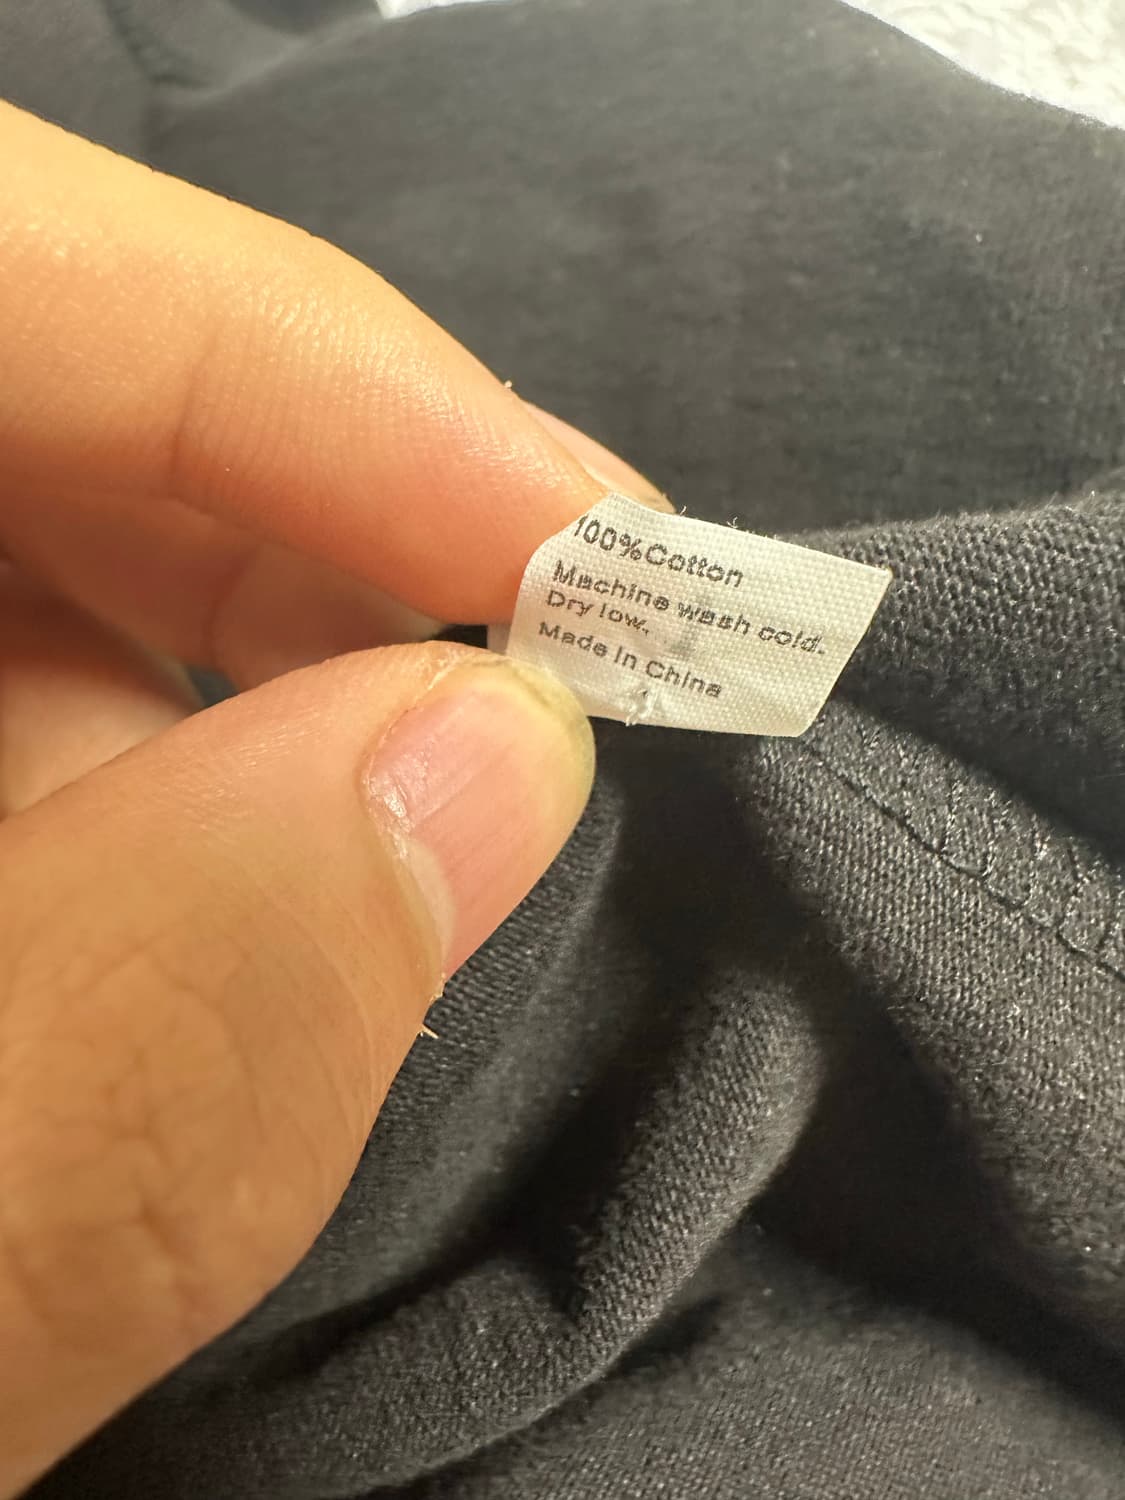 100%Cotton
Machine wash cold.
Dry low.
Made In China